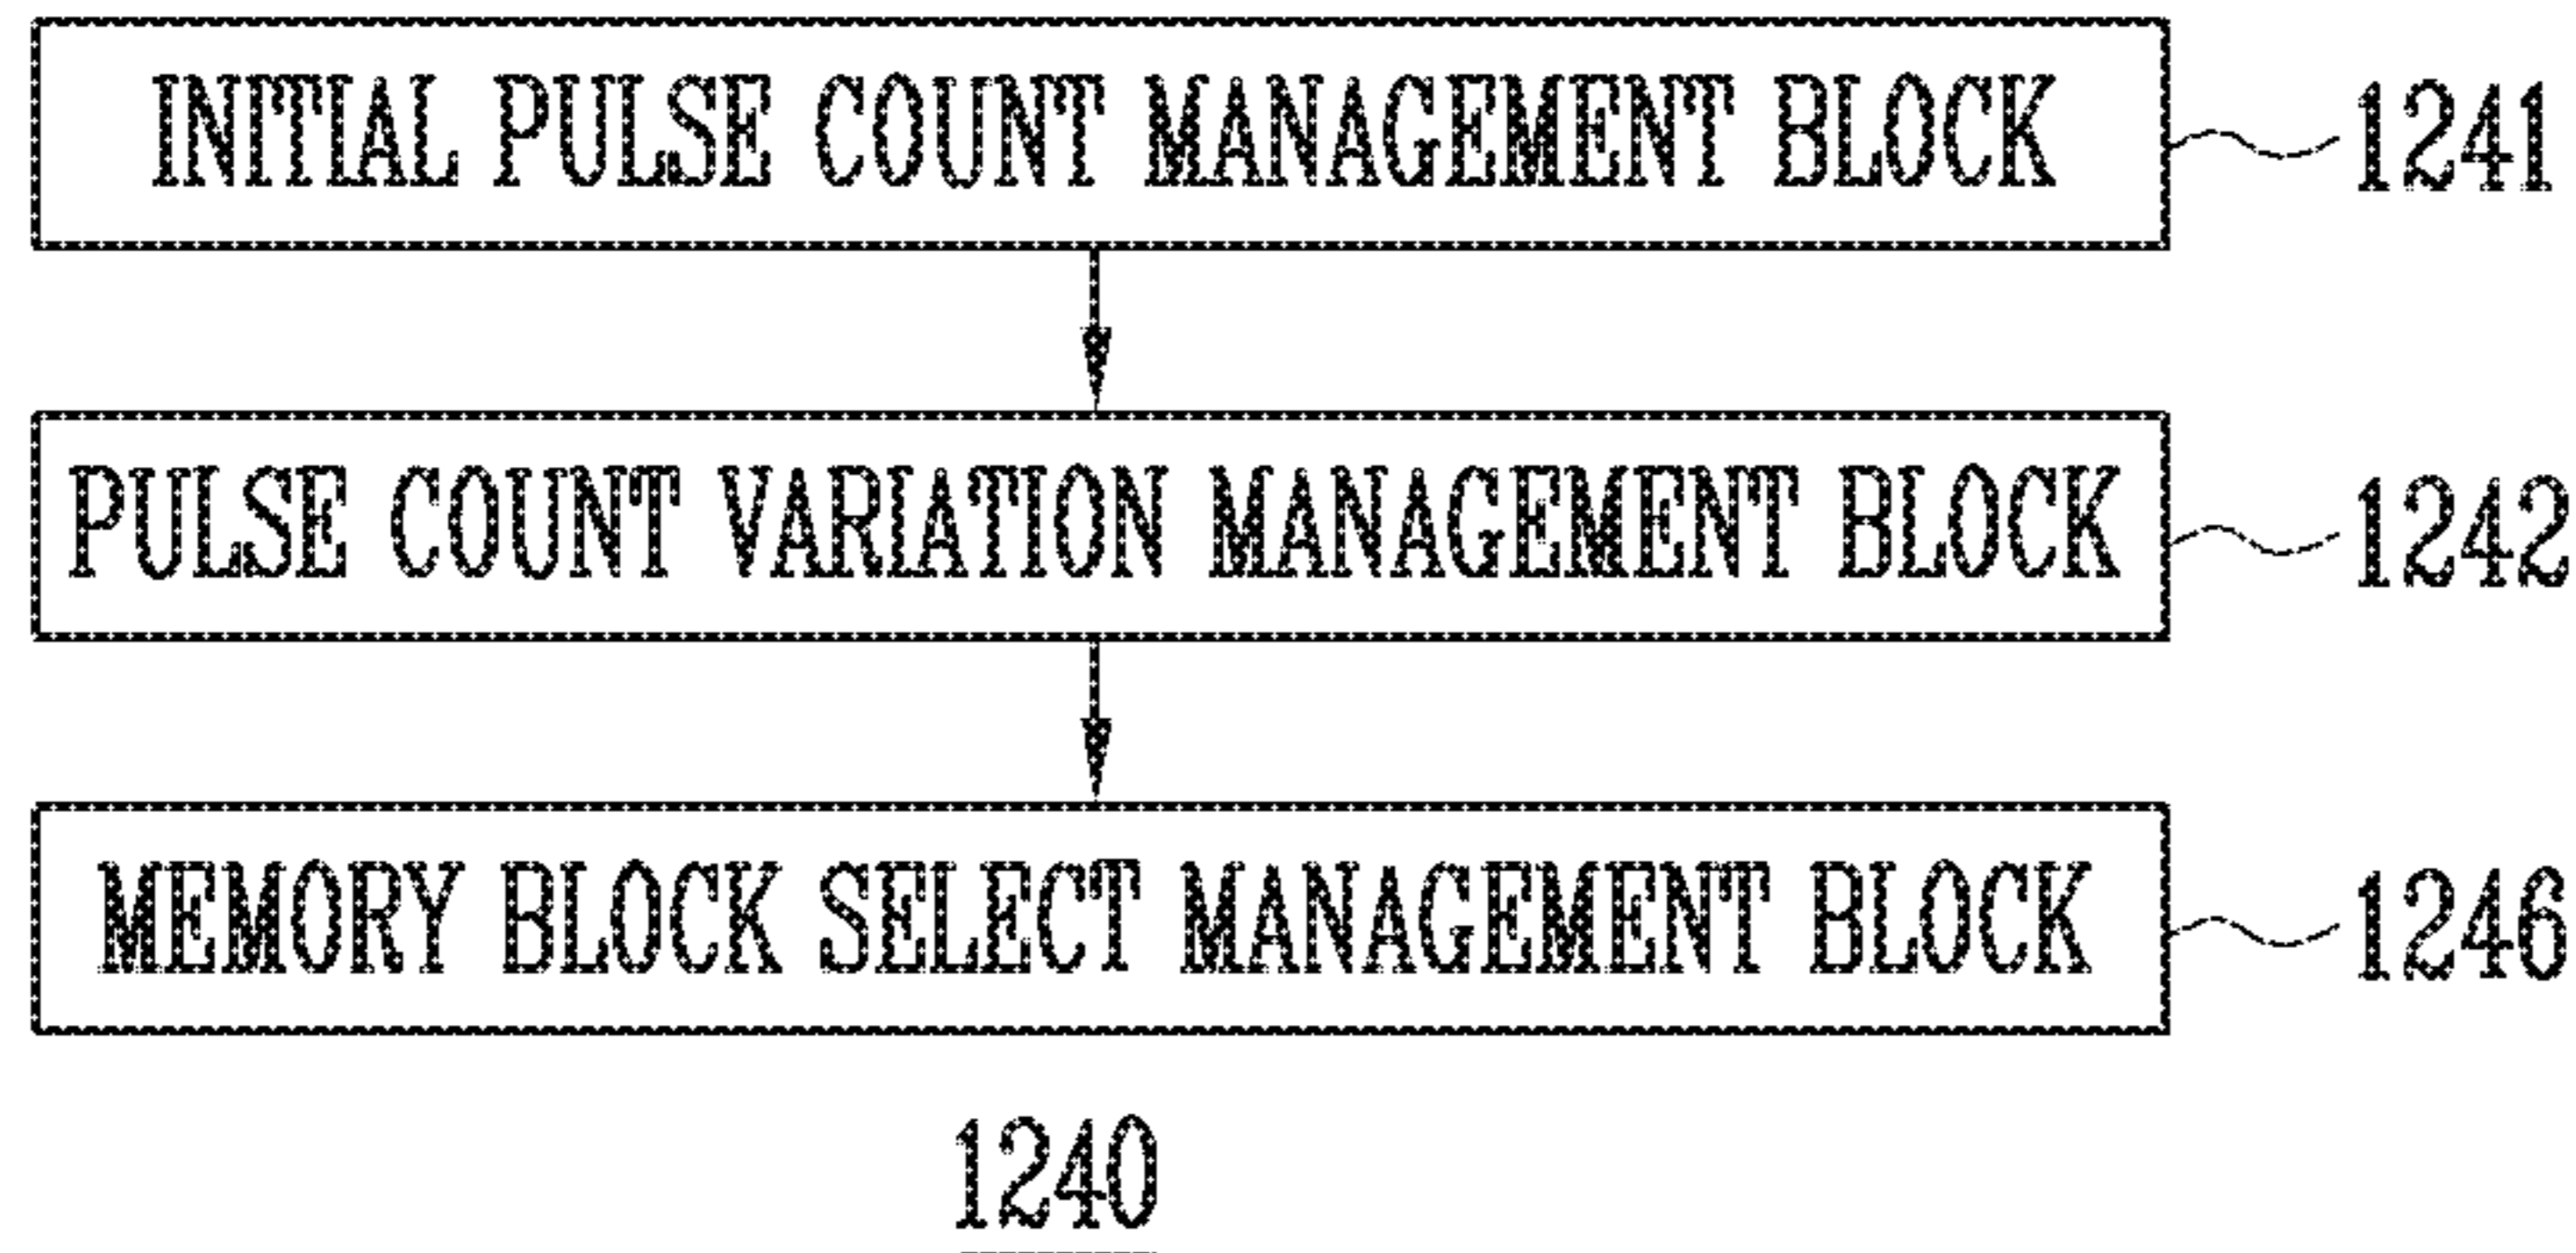 INITIAL PULSE COUNT MANAGEMENT BLOCK 1241
PULSE COUNT VARIATION MANAGEMENT BLOCK 1242
MEMORY BLOCK SELECT MANAGEMENT BLOCK 1246
1240